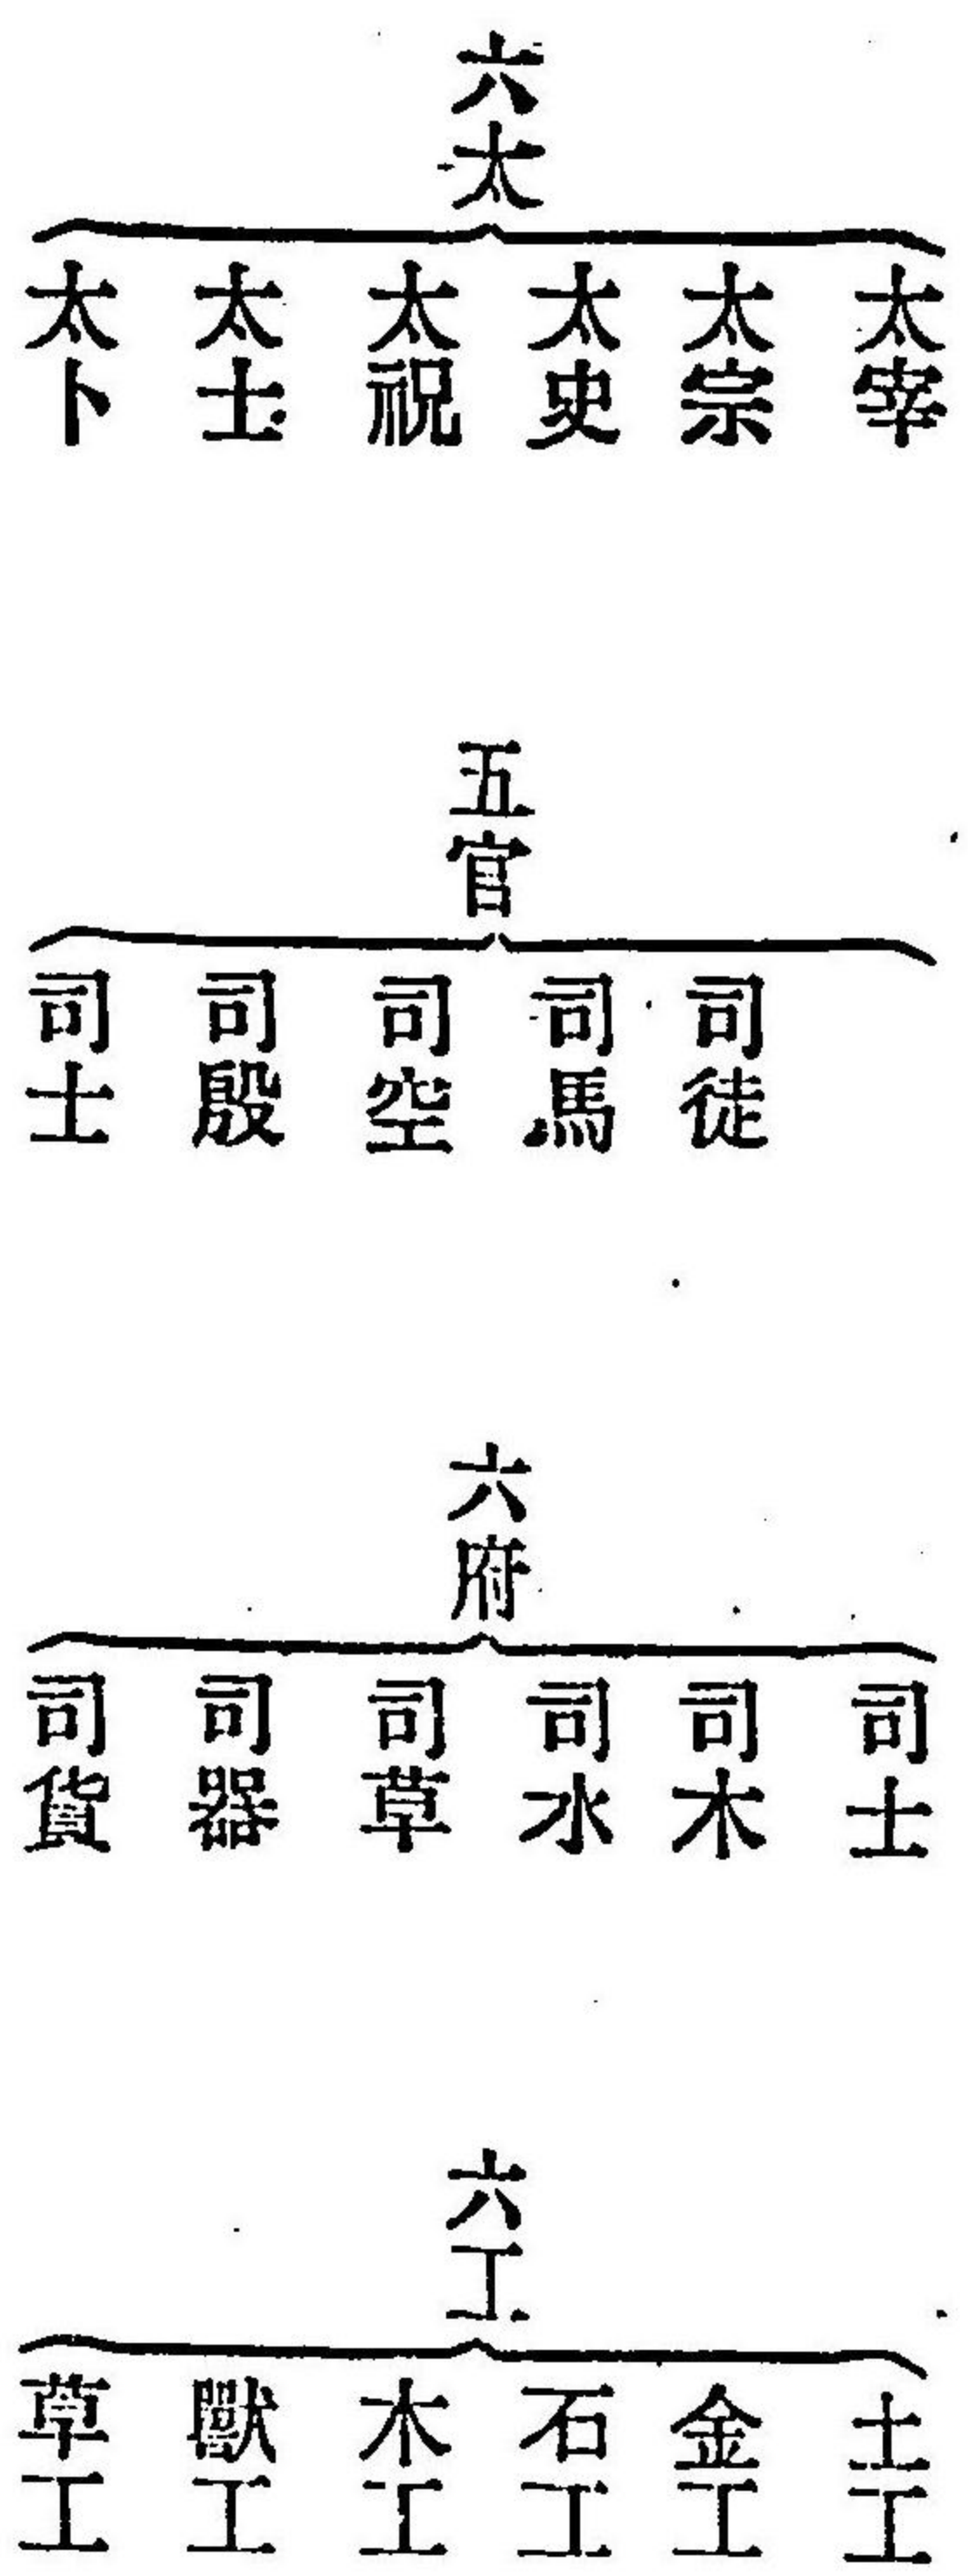 六太
太宰
太宗
太史
太祝
太士
太卜
五官
司徒
司馬
司空
司殷
司士
六府
司士
司木
司水
司草
司器
司貨
六工
土工
金工
石工
木工
獸工
草工